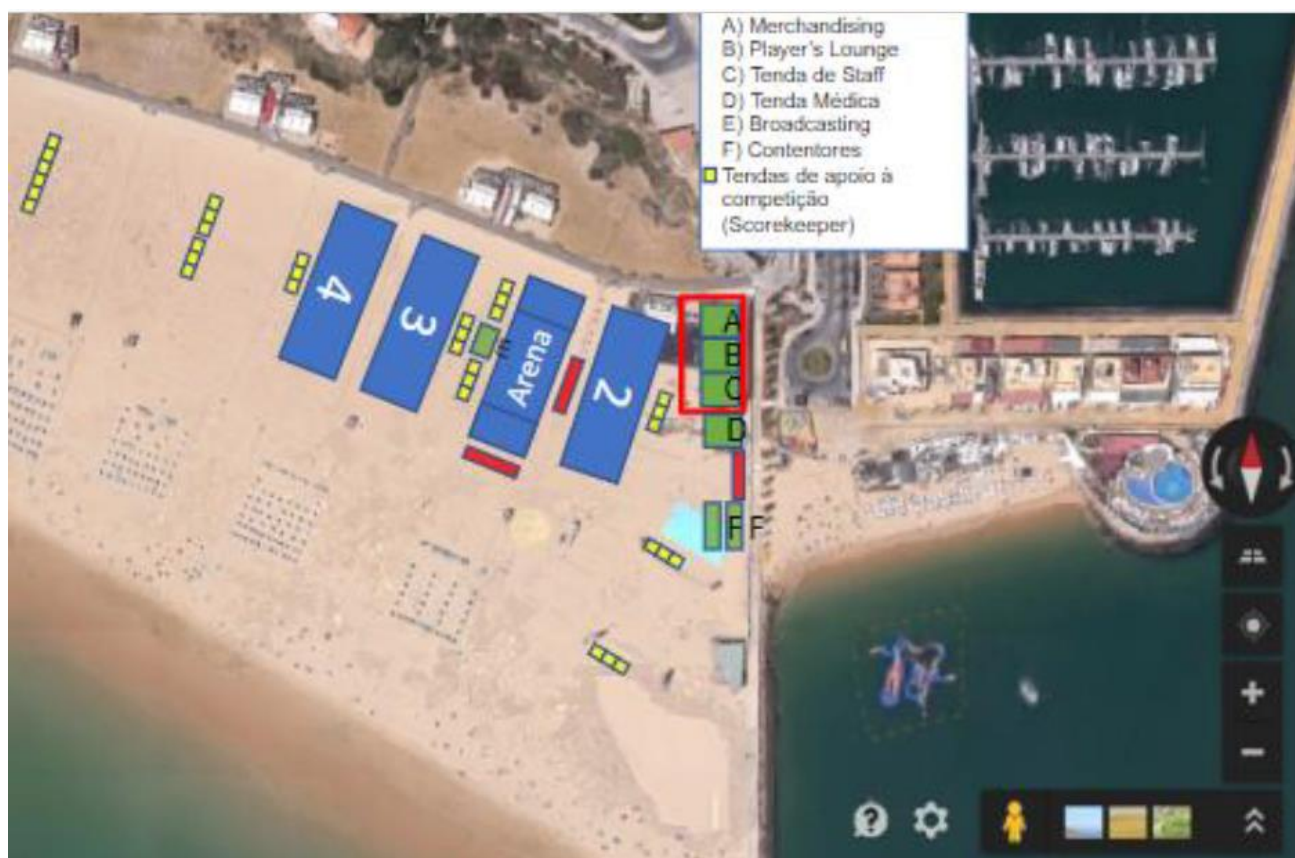 A) Merchandising
B) Player's Lounge
C) Tenda de Staff
D) Tenda Médica
E) Broadcasting
F) Contentores
Tendas de apoio à
competição
(Scorekeeper)
4
3
E
Arena
2
A
B
C
D
F
F